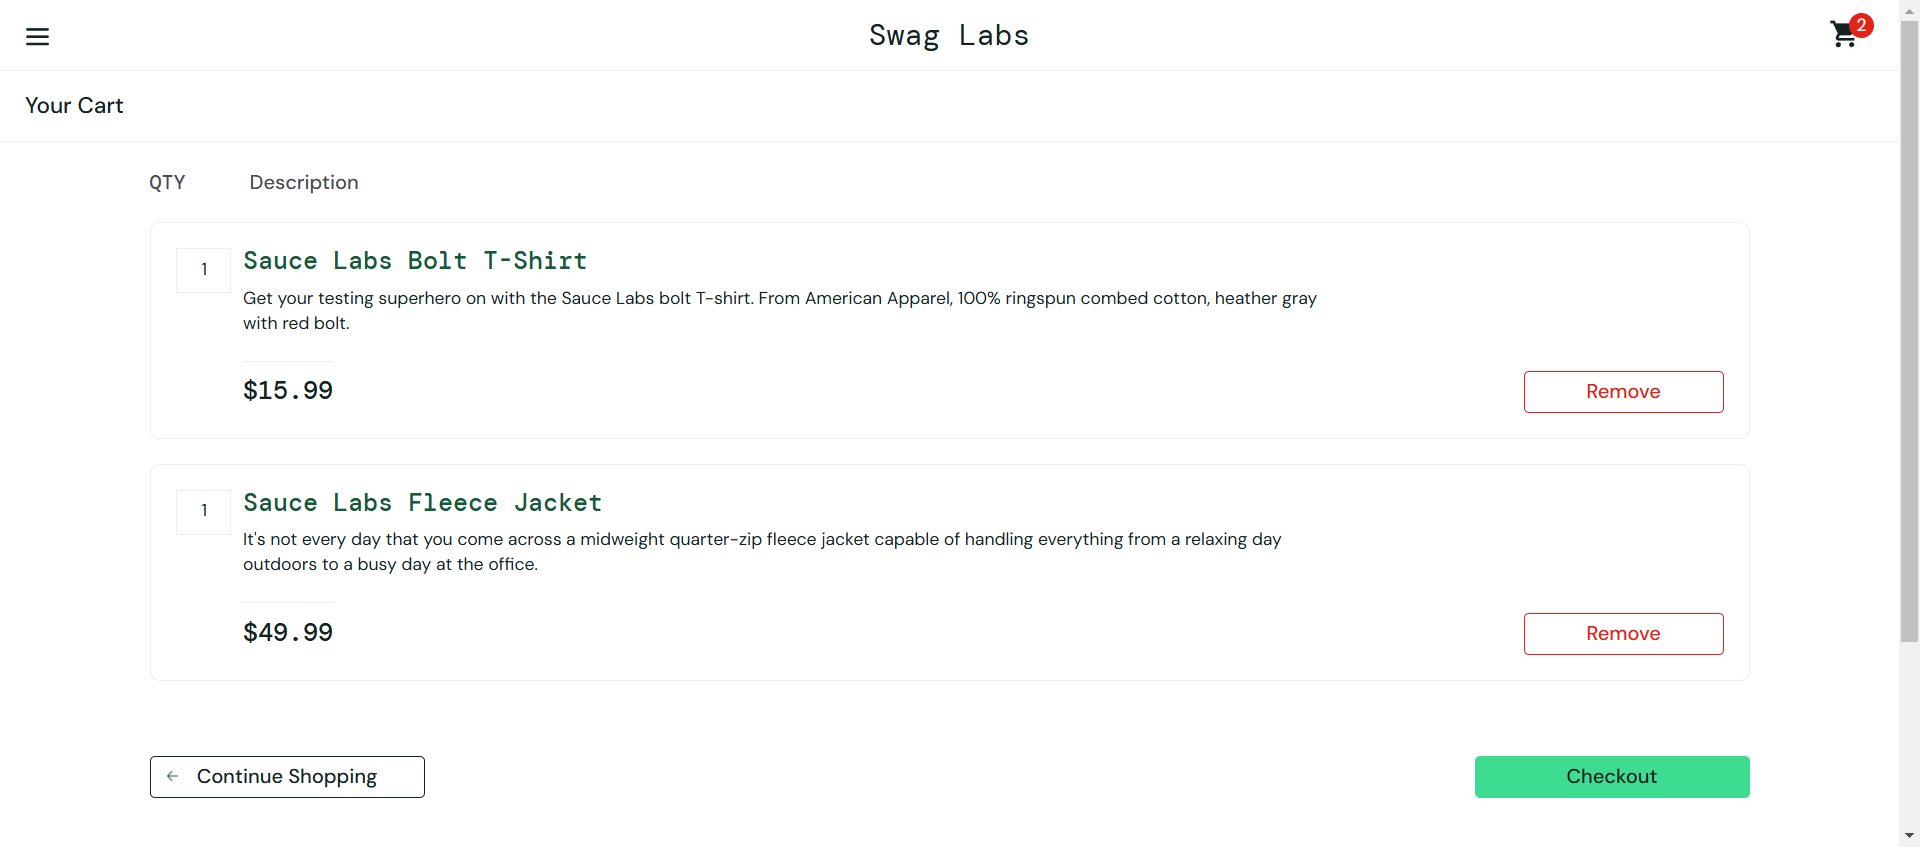 Swag Labs
2
Your Cart
QTY
Description
1
Sauce Labs Bolt T-Shirt
Get your testing superhero on with the Sauce Labs bolt T-shirt. From American Apparel, 100% ringspun combed cotton, heather gray
with red bolt.
$15.99
Remove
1
Sauce Labs Fleece Jacket
It's not every day that you come across a midweight quarter-zip fleece jacket capable of handling everything from a relaxing day
outdoors to a busy day at the office.
$49.99
Remove
Continue Shopping
Checkout